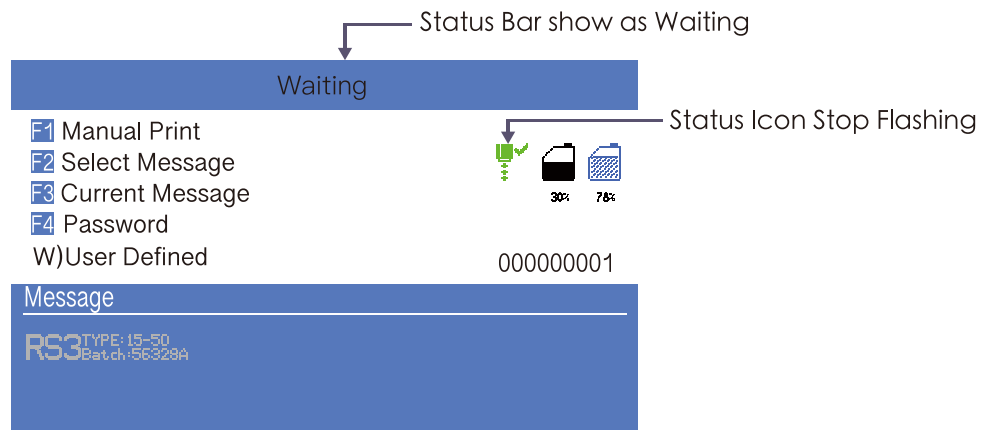 Status Bar show as Waiting
Waiting
Status Icon Stop Flashing
F1 Manual Print
F2 Select Message
F3 Current Message
F4 Password
W)User Defined
30%
78%
000000001
Message
RS3
TYPE:15-50
Batch:56328A